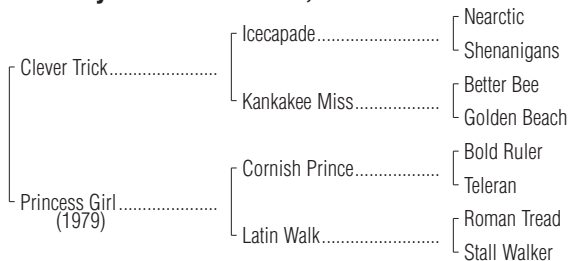 Nearctic
Icecapade
Shenanigans
Clever Trick
Better Bee
Kankakee Miss
Golden Beach
Bold Ruler
Cornish Prince
Teleran
Princess Girl
(1979)
Roman Tread
Latin Walk
Stall Walker